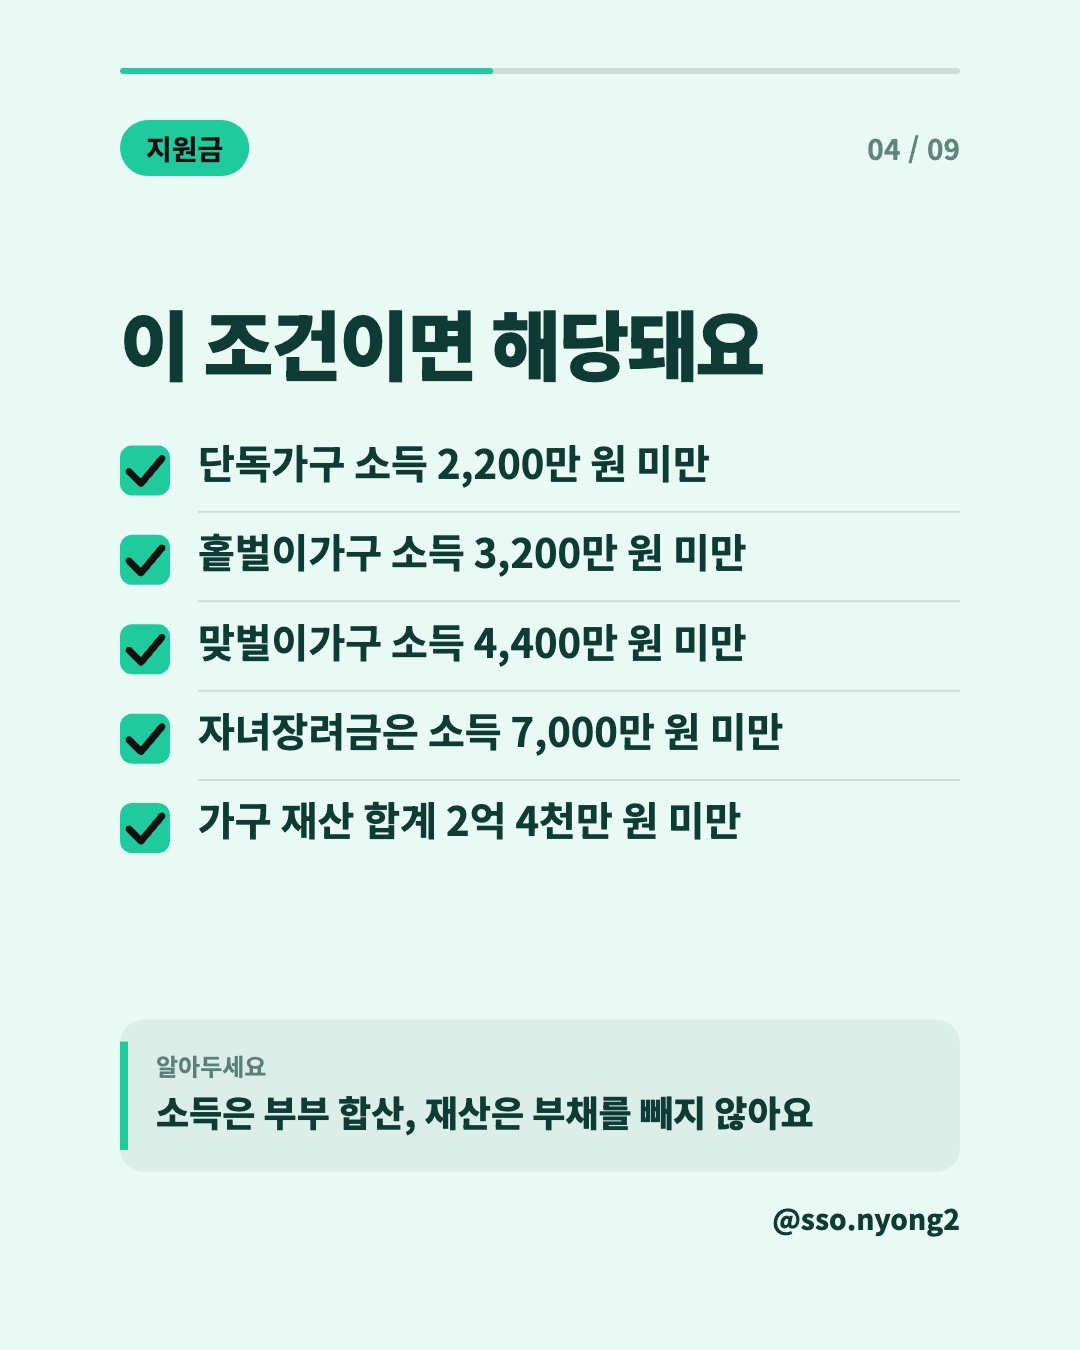 지원금
04 / 09
이 조건이면 해당돼요
단독가구 소득 2,200만 원 미만
홑벌이가구 소득 3,200만 원 미만
맞벌이가구 소득 4,400만 원 미만
자녀장려금은 소득 7,000만 원 미만
가구 재산 합계 2억 4천만 원 미만
알아두세요
소득은 부부 합산, 재산은 부채를 빼지 않아요
@sso.nyong2